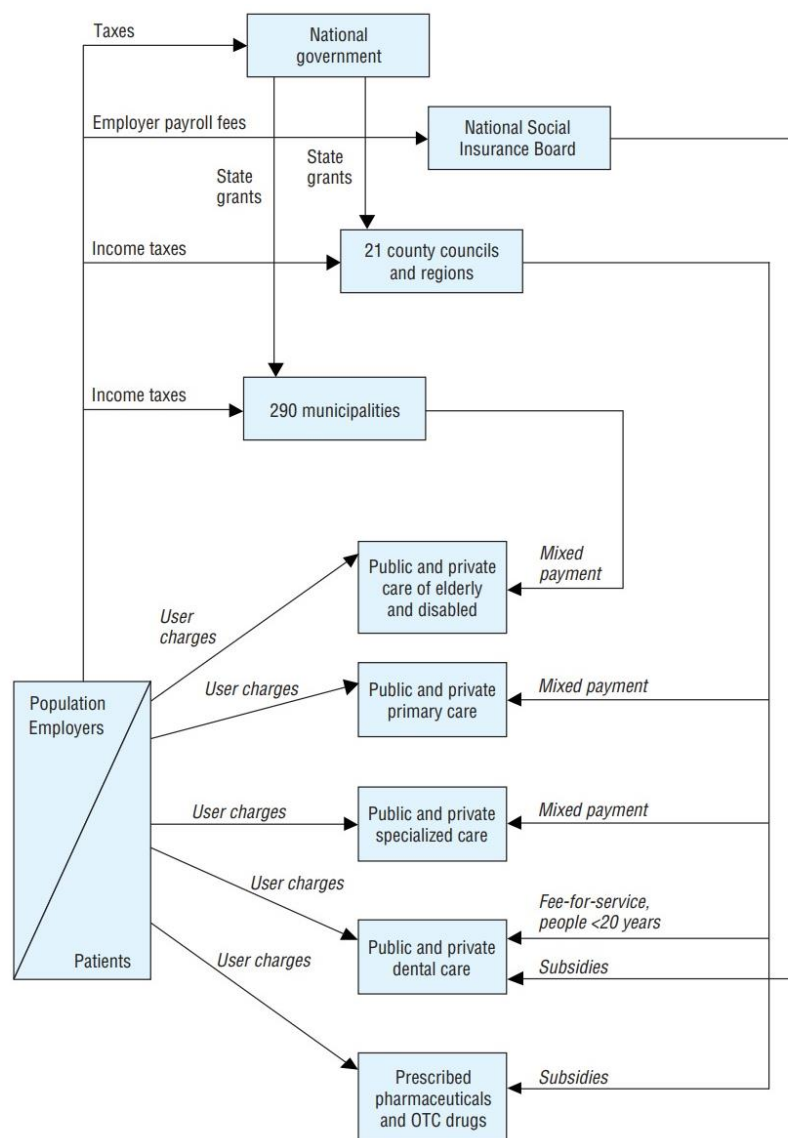 Taxes
National
government
Employer payroll fees
National Social
Insurance Board
State
grants
State
grants
Income taxes
21 county councils
and regions
Income taxes
290 municipalities
Public and private
care of elderly
and disabled
Mixed
payment
User
charges
Population
Employers
Patients
User charges
Public and private
primary care
Mixed payment
User charges
Public and private
specialized care
Mixed payment
User charges
Public and private
dental care
Fee-for-service,
people <20 years
Subsidies
User charges
Prescribed
pharmaceuticals
and OTC drugs
Subsidies